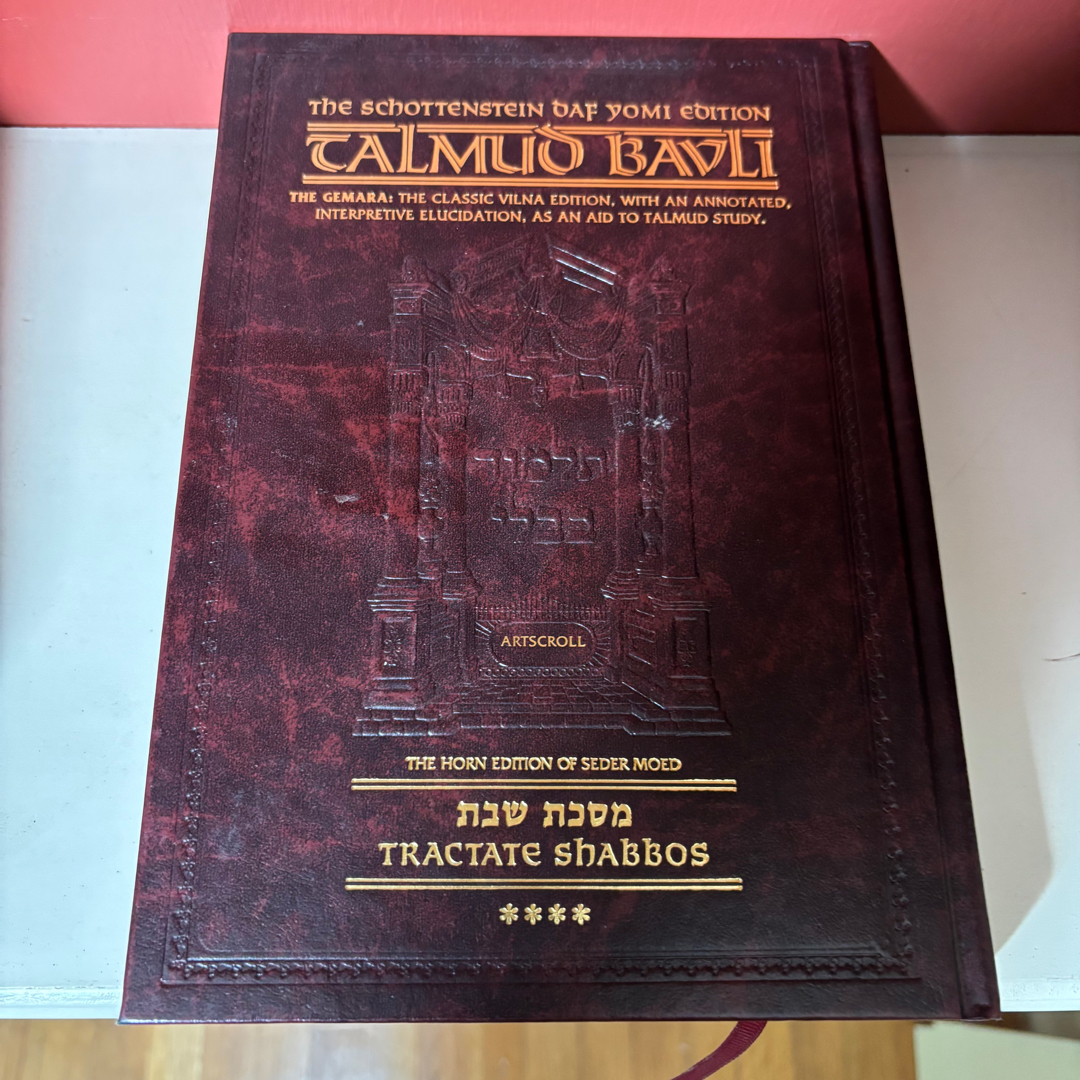 THE SCHOTTENSTEIN DAF YOMI EDITION
TALMUD BAVLI
THE GEMARA: THE CLASSIC VILNA EDITION, WITH AN ANNOTATED,
INTERPRETIVE ELUCIDATION, AS AN AID TO TALMUD STUDY.
תלמוד
בבלי
ARTSCROLL
THE HORN EDITION OF SEDER MOED
מסכת שבת
TRACTATE SHABBOS
****